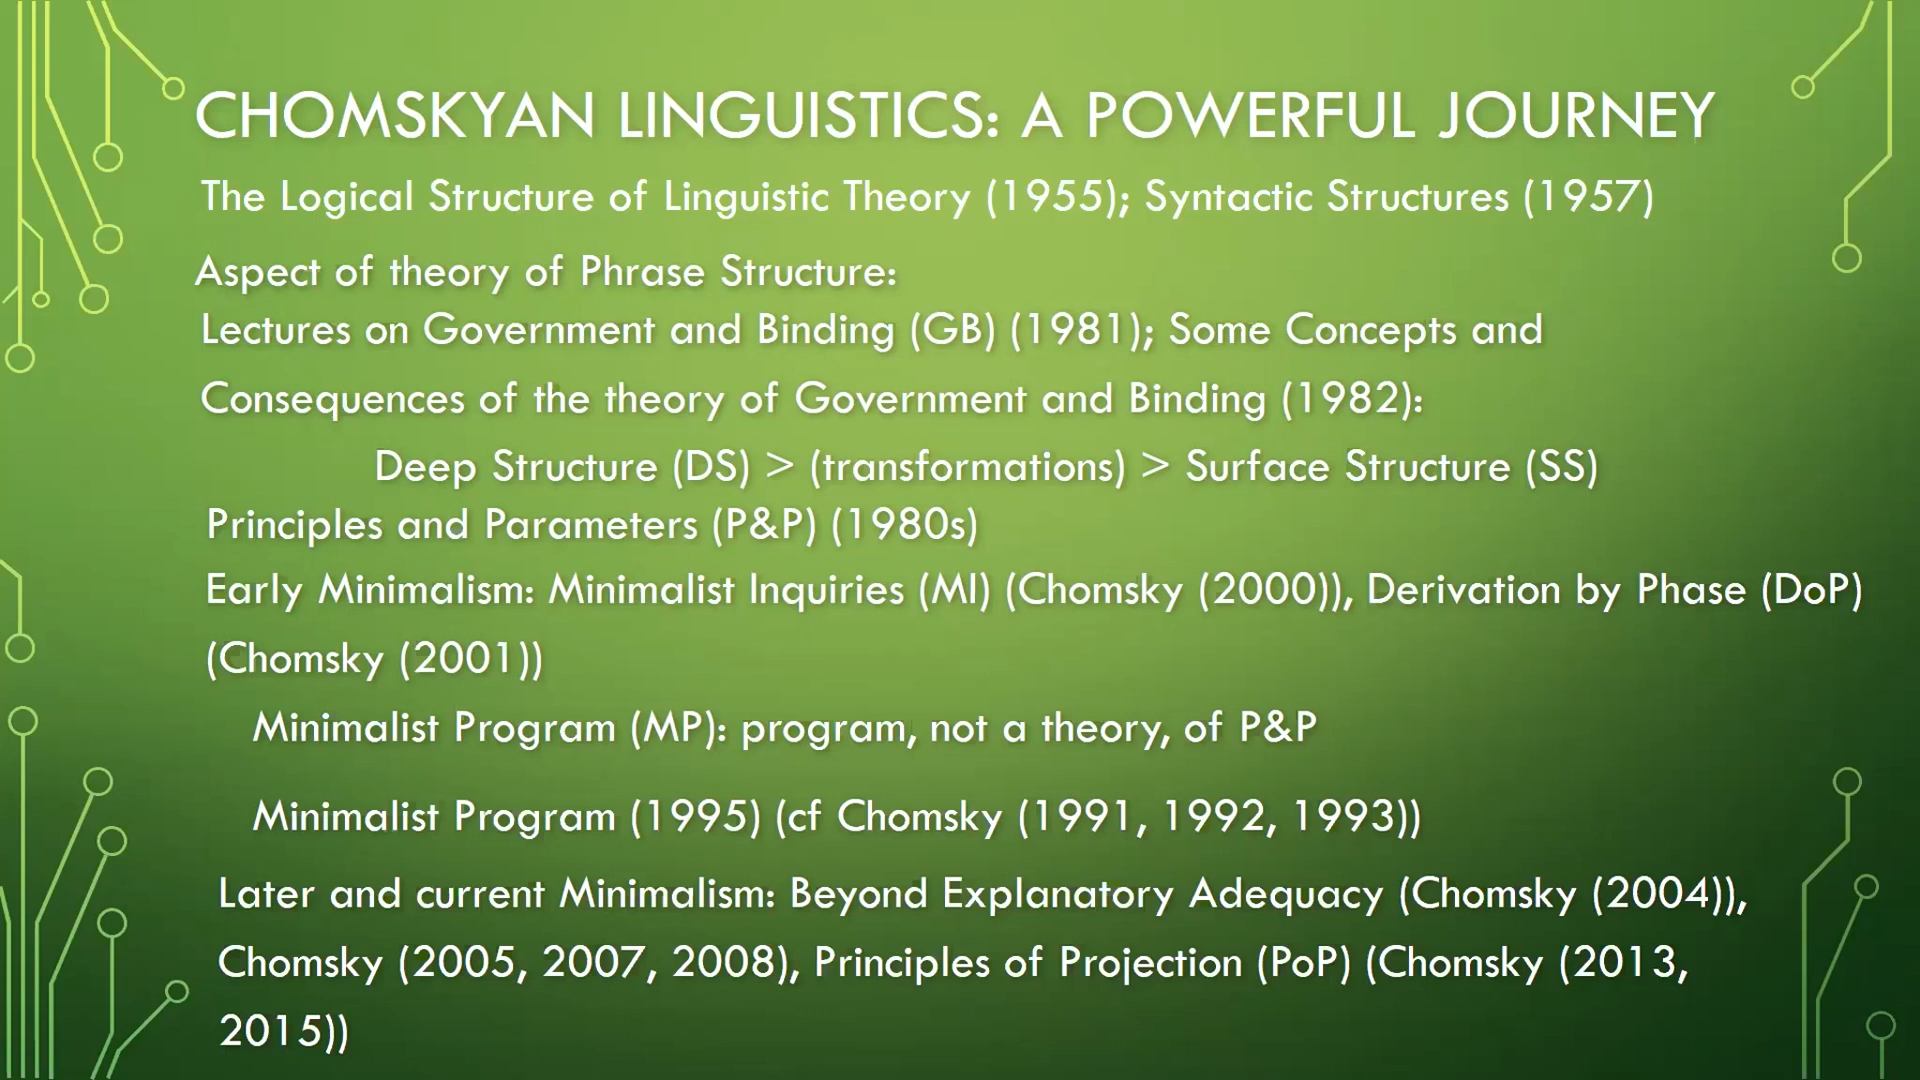 CHOMSKYAN LINGUISTICS: A POWERFUL JOURNEY
The Logical Structure of Linguistic Theory (1955); Syntactic Structures (1957)
Aspect of theory of Phrase Structure:
Lectures on Government and Binding (GB) (1981); Some Concepts and
Consequences of the theory of Government and Binding (1982):
Deep Structure (DS) > (transformations) > Surface Structure (SS)
Principles and Parameters (P&P) (1980s)
Early Minimalism: Minimalist Inquiries (MI) (Chomsky (2000)), Derivation by Phase (DoP)
(Chomsky (2001))
Minimalist Program (MP): program, not a theory, of P&P
Minimalist Program (1995) (cf Chomsky (1991, 1992, 1993))
Later and current Minimalism: Beyond Explanatory Adequacy (Chomsky (2004)),
Chomsky (2005, 2007, 2008), Principles of Projection (PoP) (Chomsky (2013,
2015))